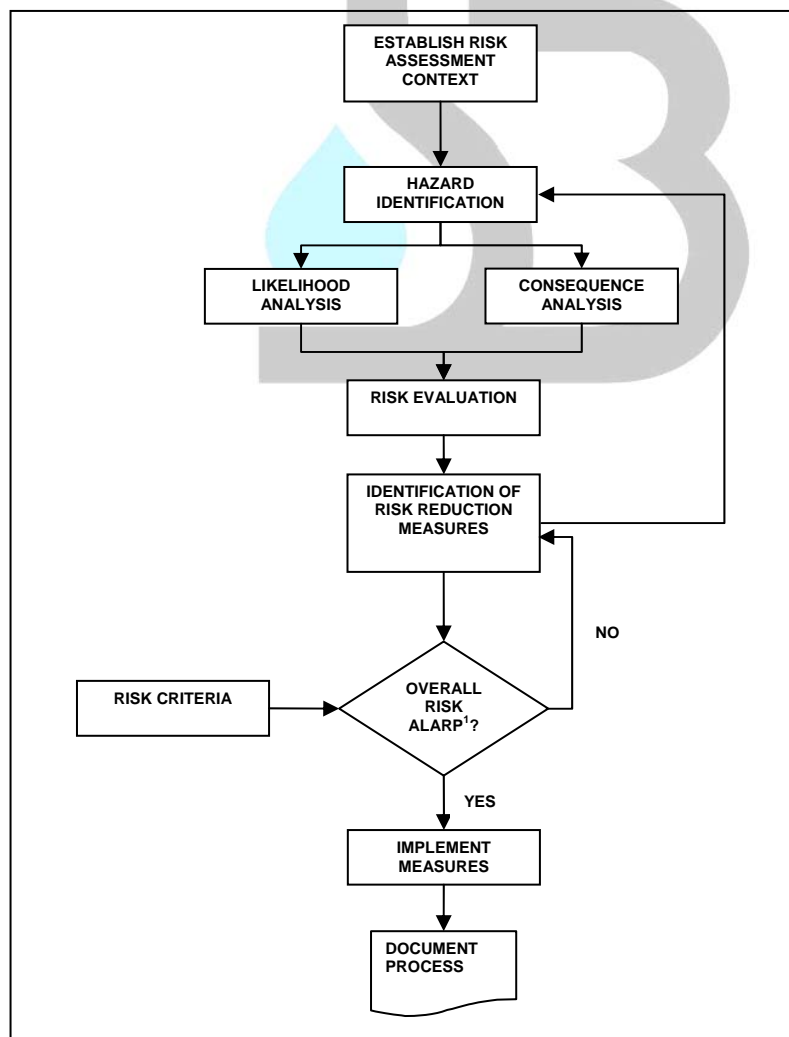 ESTABLISH RISK
ASSESSMENT
CONTEXT
HAZARD
IDENTIFICATION
LIKELIHOOD
ANALYSIS
CONSEQUENCE
ANALYSIS
RISK EVALUATION
IDENTIFICATION OF
RISK REDUCTION
MEASURES
NO
RISK CRITERIA
OVERALL
RISK
ALARP¹?
YES
IMPLEMENT
MEASURES
DOCUMENT
PROCESS